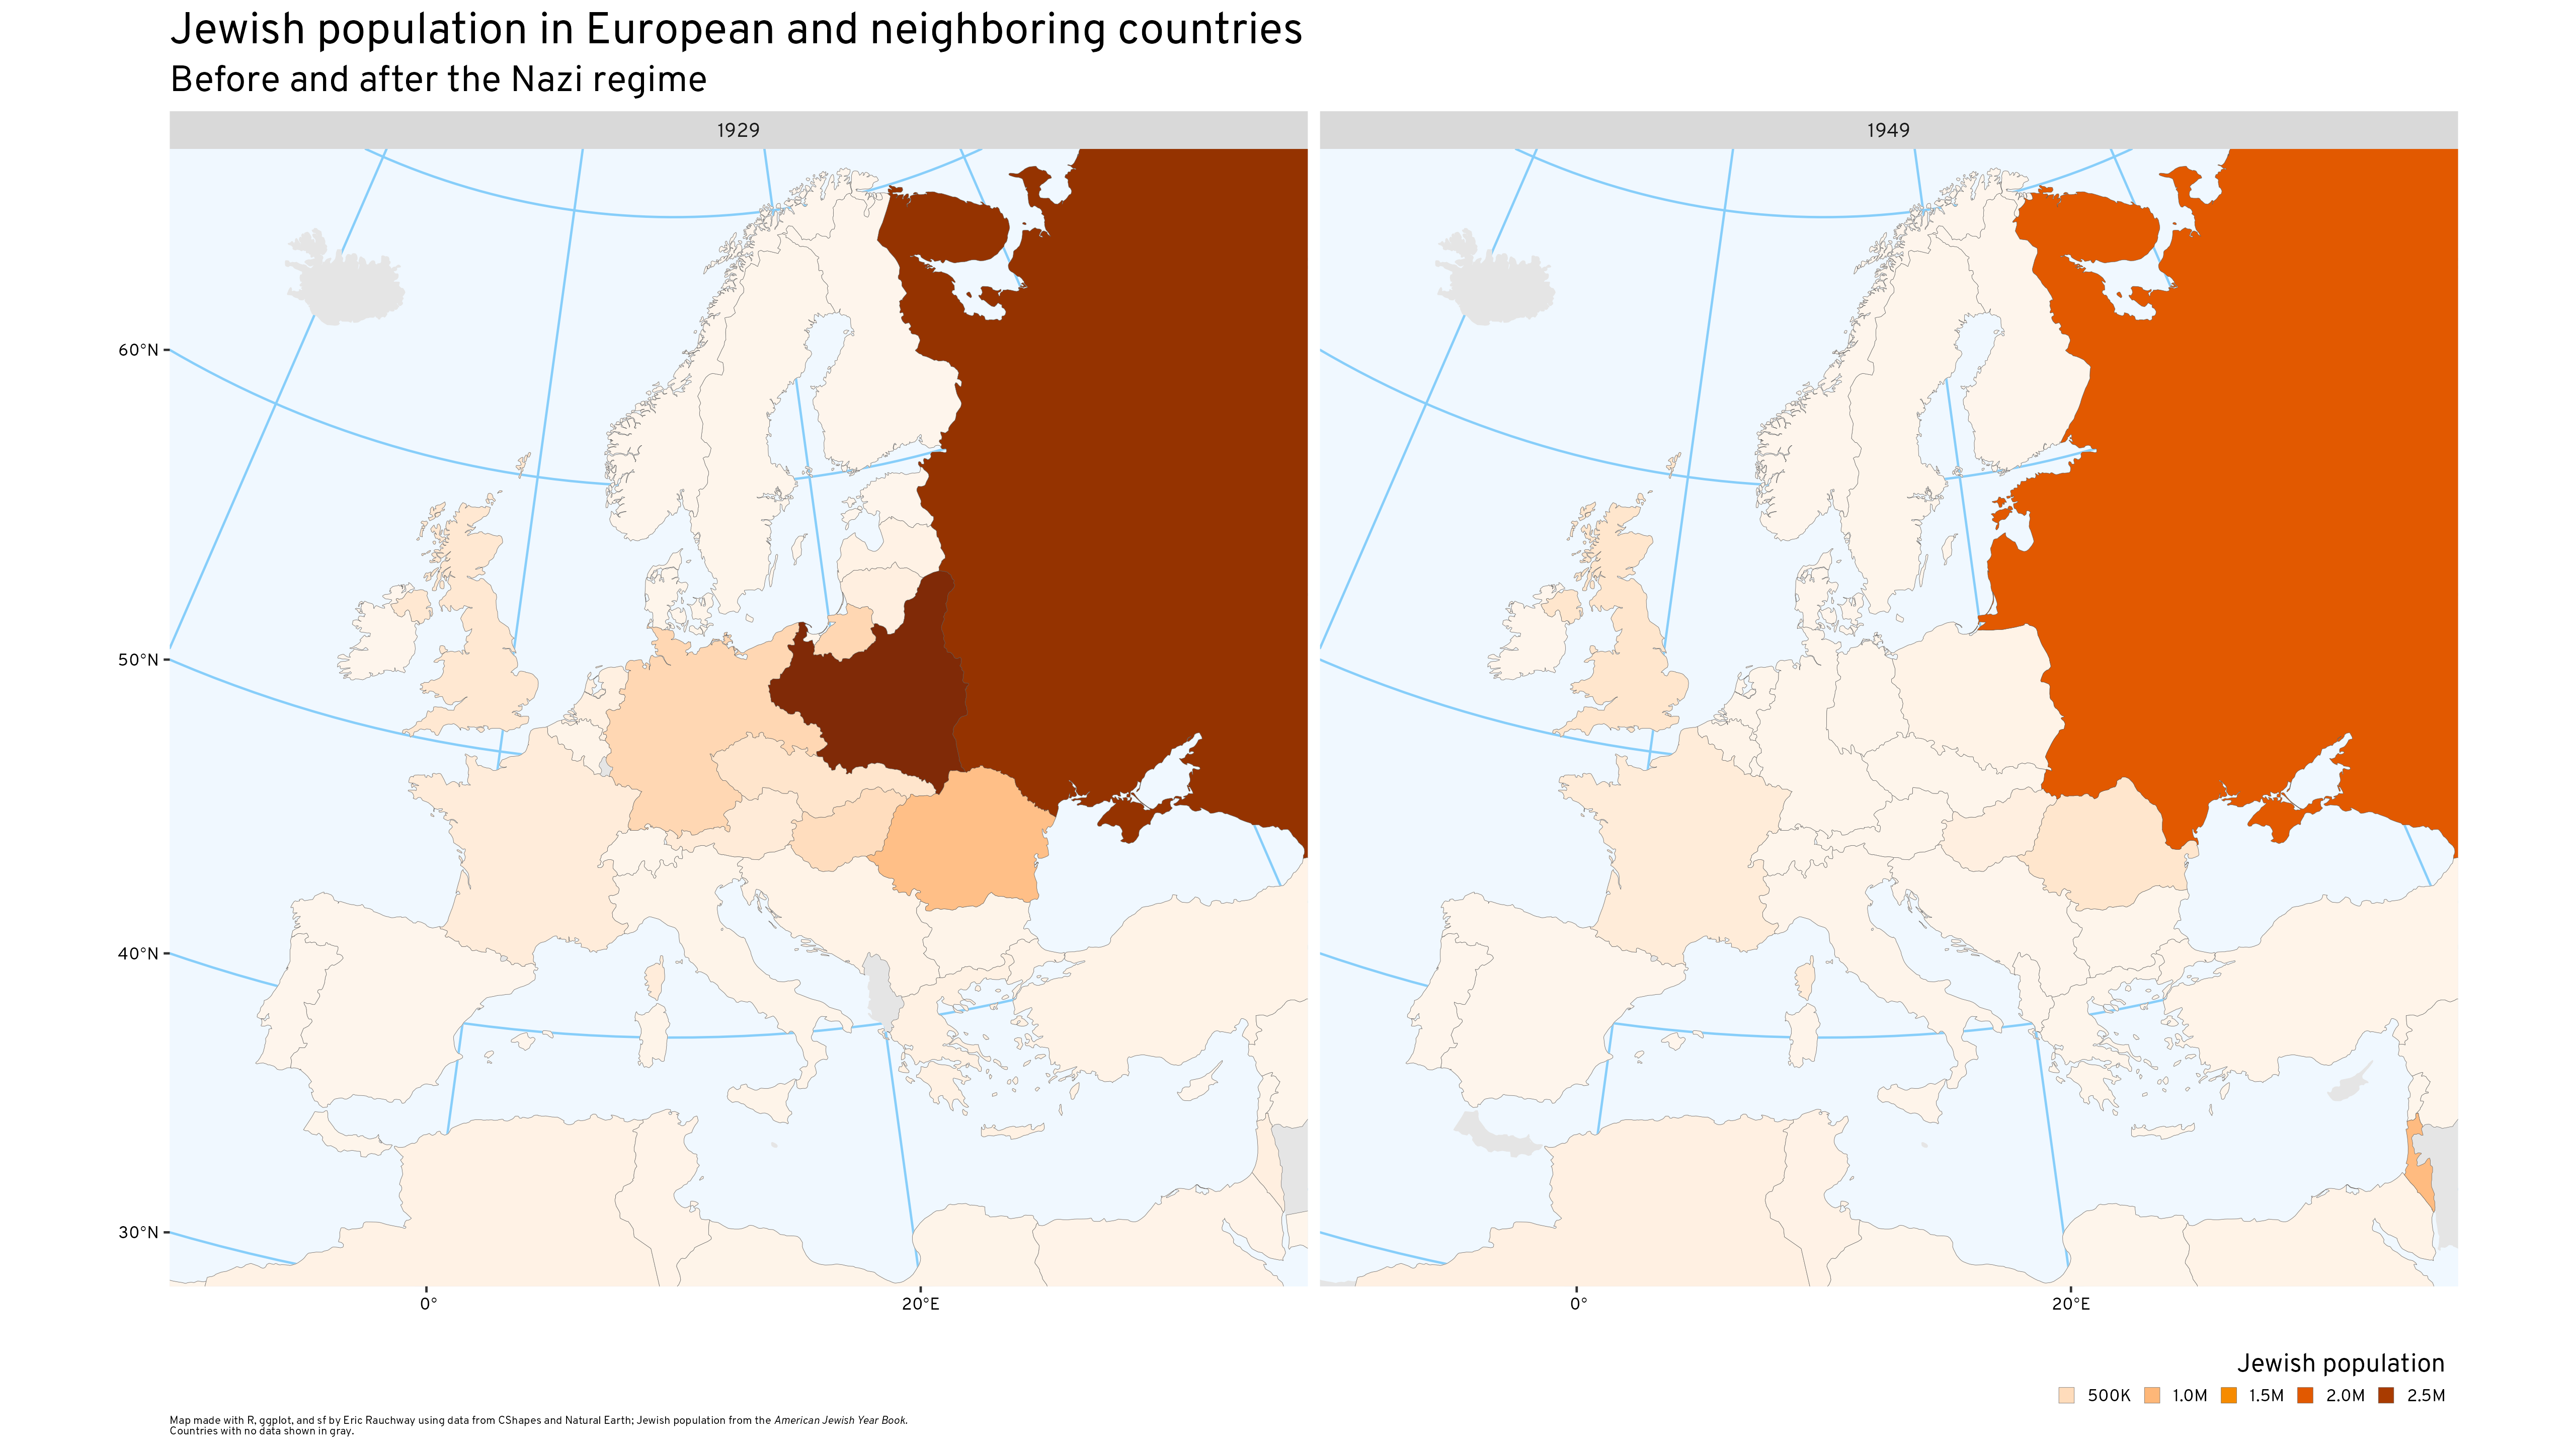 Jewish population in European and neighboring countries
Before and after the Nazi regime
1929
1949
60°N
50°N
40°N
30°N
0°
20°E
0°
20°E
Jewish population
500K 1.0M 1.5M 2.0M 2.5M
Map made with R, ggplot, and sf by Eric Rauchway using data from CShapes and Natural Earth; Jewish population from the American Jewish Year Book.
Countries with no data shown in gray.